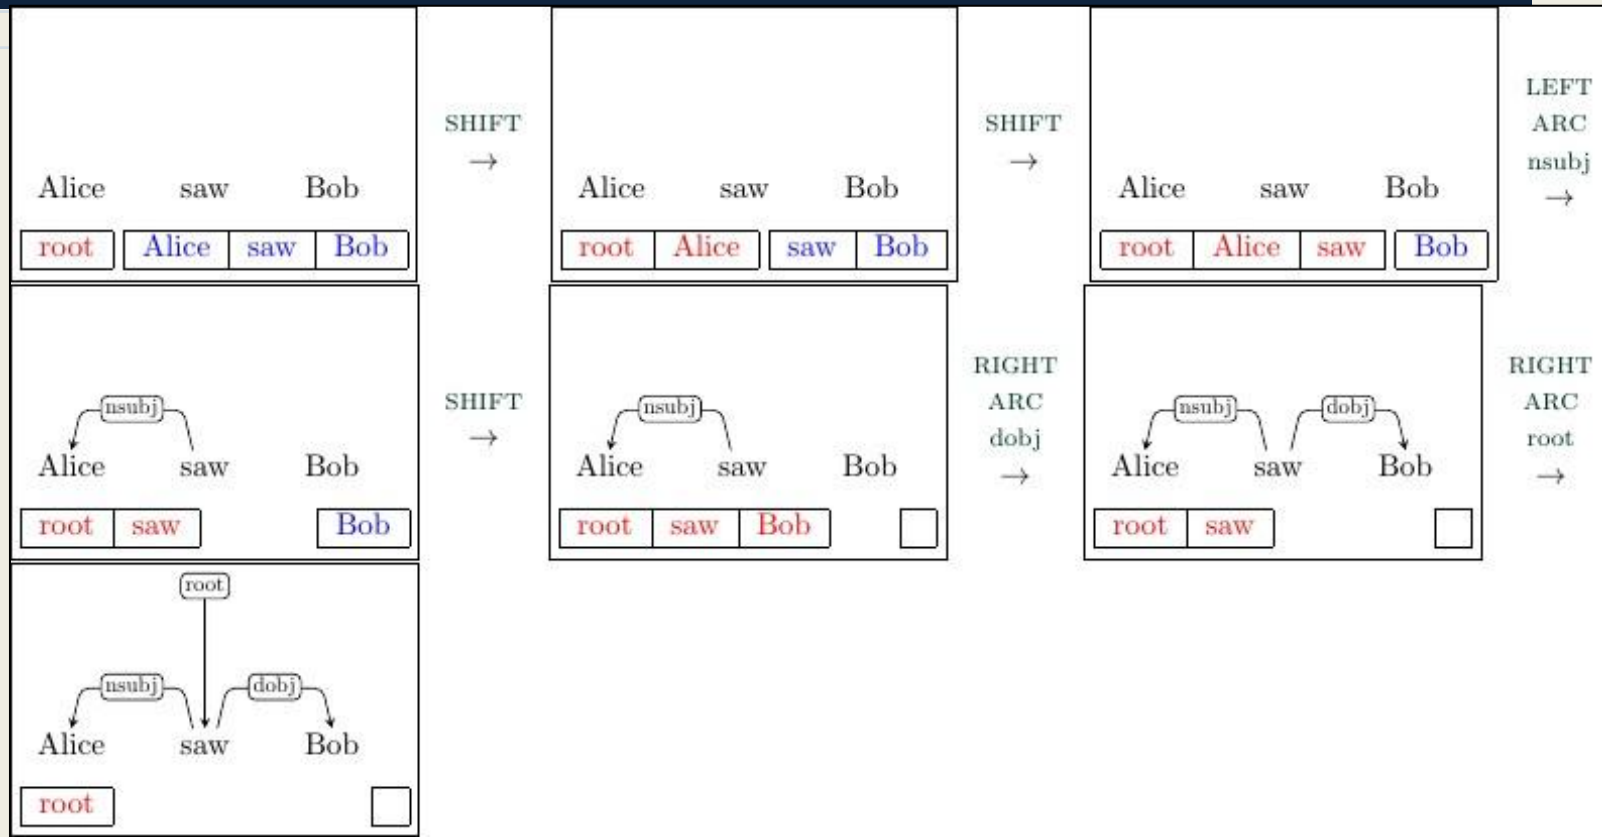 Alice saw Bob
root Alice saw Bob
SHIFT
→
Alice saw Bob
root Alice saw Bob
SHIFT
→
Alice saw Bob
root Alice saw Bob
LEFT
ARC
nsubj
→
nsubj
Alice saw Bob
root saw Bob
SHIFT
→
nsubj
Alice saw Bob
root saw Bob
RIGHT
ARC
dobj
→
nsubj dobj
Alice saw Bob
root saw
RIGHT
ARC
root
→
root
nsubj dobj
Alice saw Bob
root